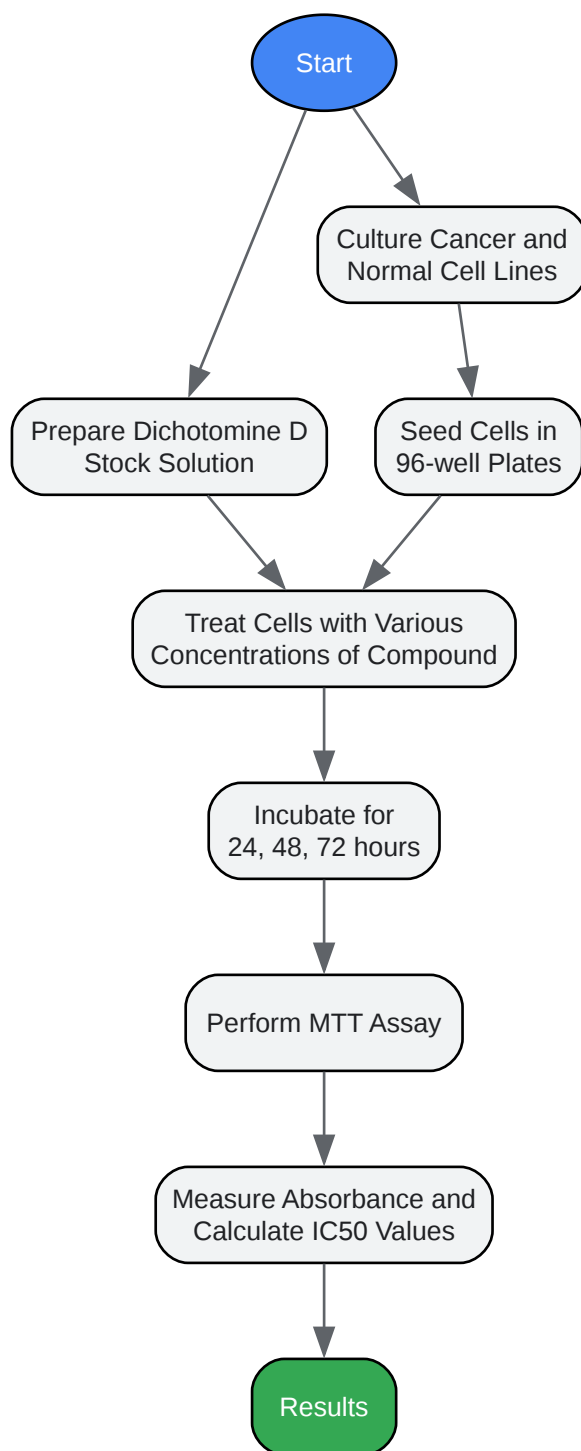 Start
Culture Cancer and
Normal Cell Lines
Prepare Dichotomine D
Stock Solution
Seed Cells in
96-well Plates
Treat Cells with Various
Concentrations of Compound
Incubate for
24, 48, 72 hours
Perform MTT Assay
Measure Absorbance and
Calculate IC50 Values
Results